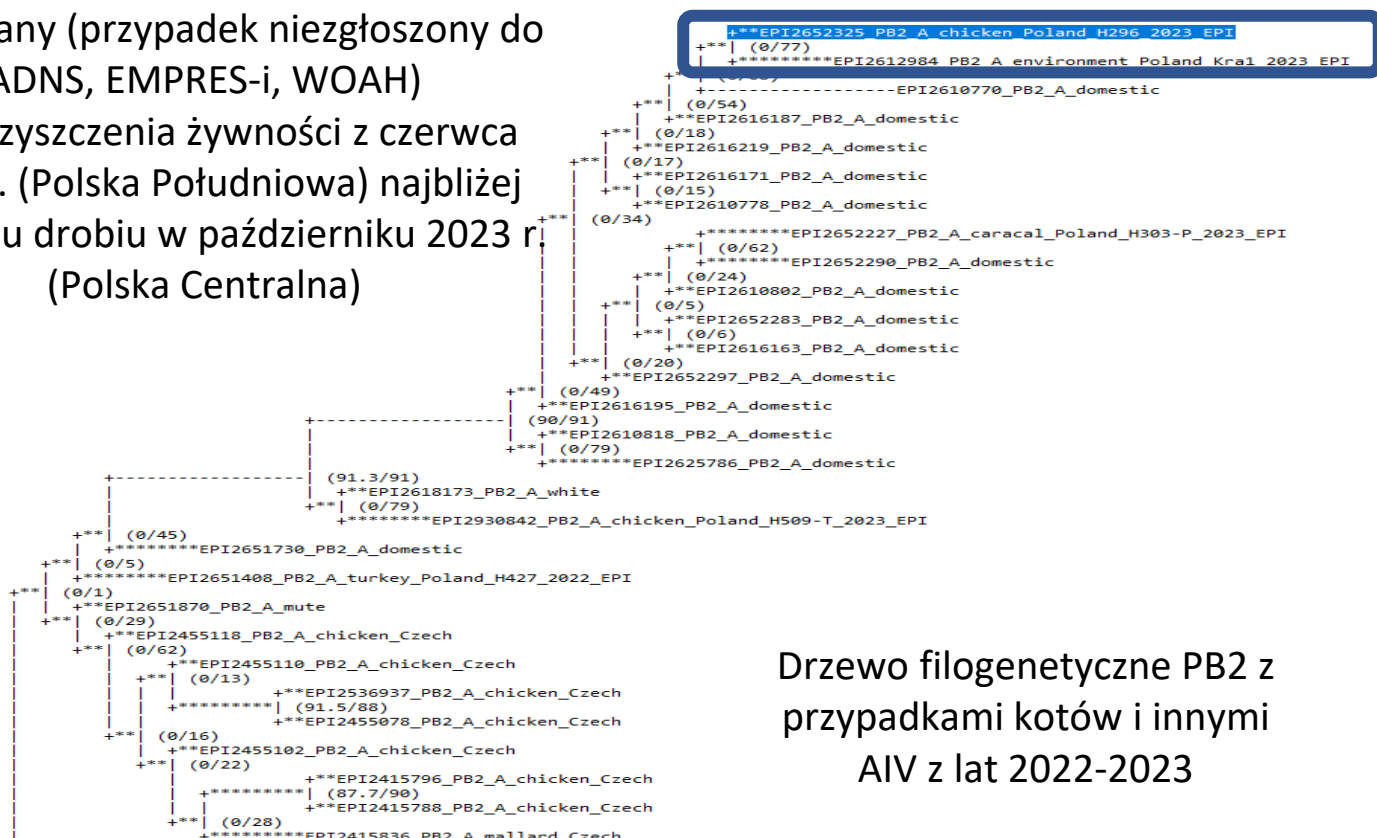 any (przypadek niezgłoszony do
ADNS, EMPRES-i, WOAH)
zyszczenia żywności z czerwca
. (Polska Południowa) najbliżej
u drobiu w październiku 2023 r.
(Polska Centralna)
+**EPI2652325_PB2_A_chicken_Poland_H296_2023_EPI
+**| (0/77)
| +*********EPI2612984_PB2_A_environment_Poland_Kra1_2023_EPI
| +------------------EPI2610770_PB2_A_domestic
+**| (0/54)
| +**EPI2616187_PB2_A_domestic
+**| (0/18)
| +**EPI2616219_PB2_A_domestic
+**| (0/17)
| | +**EPI2616171_PB2_A_domestic
| +**| (0/15)
| +**EPI2610778_PB2_A_domestic
+**| (0/34)
| | +********EPI2652227_PB2_A_caracal_Poland_H303-P_2023_EPI
| | +**| (0/62)
| | | +********EPI2652290_PB2_A_domestic
| | +**| (0/24)
| | | +**EPI2610802_PB2_A_domestic
| | +**| (0/5)
| | | | +**EPI2652283_PB2_A_domestic
| | | +**| (0/6)
| | | +**EPI2616163_PB2_A_domestic
| +**| (0/20)
| +**EPI2652297_PB2_A_domestic
+**| (0/49)
| +**EPI2616195_PB2_A_domestic
+------------------| (90/91)
| | +**EPI2610818_PB2_A_domestic
| +**| (0/79)
| +********EPI2625786_PB2_A_domestic
+------------------| (91.3/91)
| | +**EPI2618173_PB2_A_white
| +**| (0/79)
| +********EPI2930842_PB2_A_chicken_Poland_H509-T_2023_EPI
+**| (0/45)
| +********EPI2651730_PB2_A_domestic
+**| (0/5)
| +********EPI2651408_PB2_A_turkey_Poland_H427_2022_EPI
+**| (0/1)
| | +**EPI2651870_PB2_A_mute
| +**| (0/29)
| | +**EPI2455118_PB2_A_chicken_Czech
| +**| (0/62)
| | +**EPI2455110_PB2_A_chicken_Czech
| | +**| (0/13)
| | | | +**EPI2536937_PB2_A_chicken_Czech
| | | +*********| (91.5/88)
| | | +**EPI2455078_PB2_A_chicken_Czech
| +**| (0/16)
| | +**EPI2455102_PB2_A_chicken_Czech
| +**| (0/22)
| | +**EPI2415796_PB2_A_chicken_Czech
| | +*********| (87.7/90)
| | | +**EPI2415788_PB2_A_chicken_Czech
| +**| (0/28)
| +*********EPI2415836_PB2_A_mallard_Czech
Drzewo filogenetyczne PB2 z
przypadkami kotów i innymi
AIV z lat 2022-2023